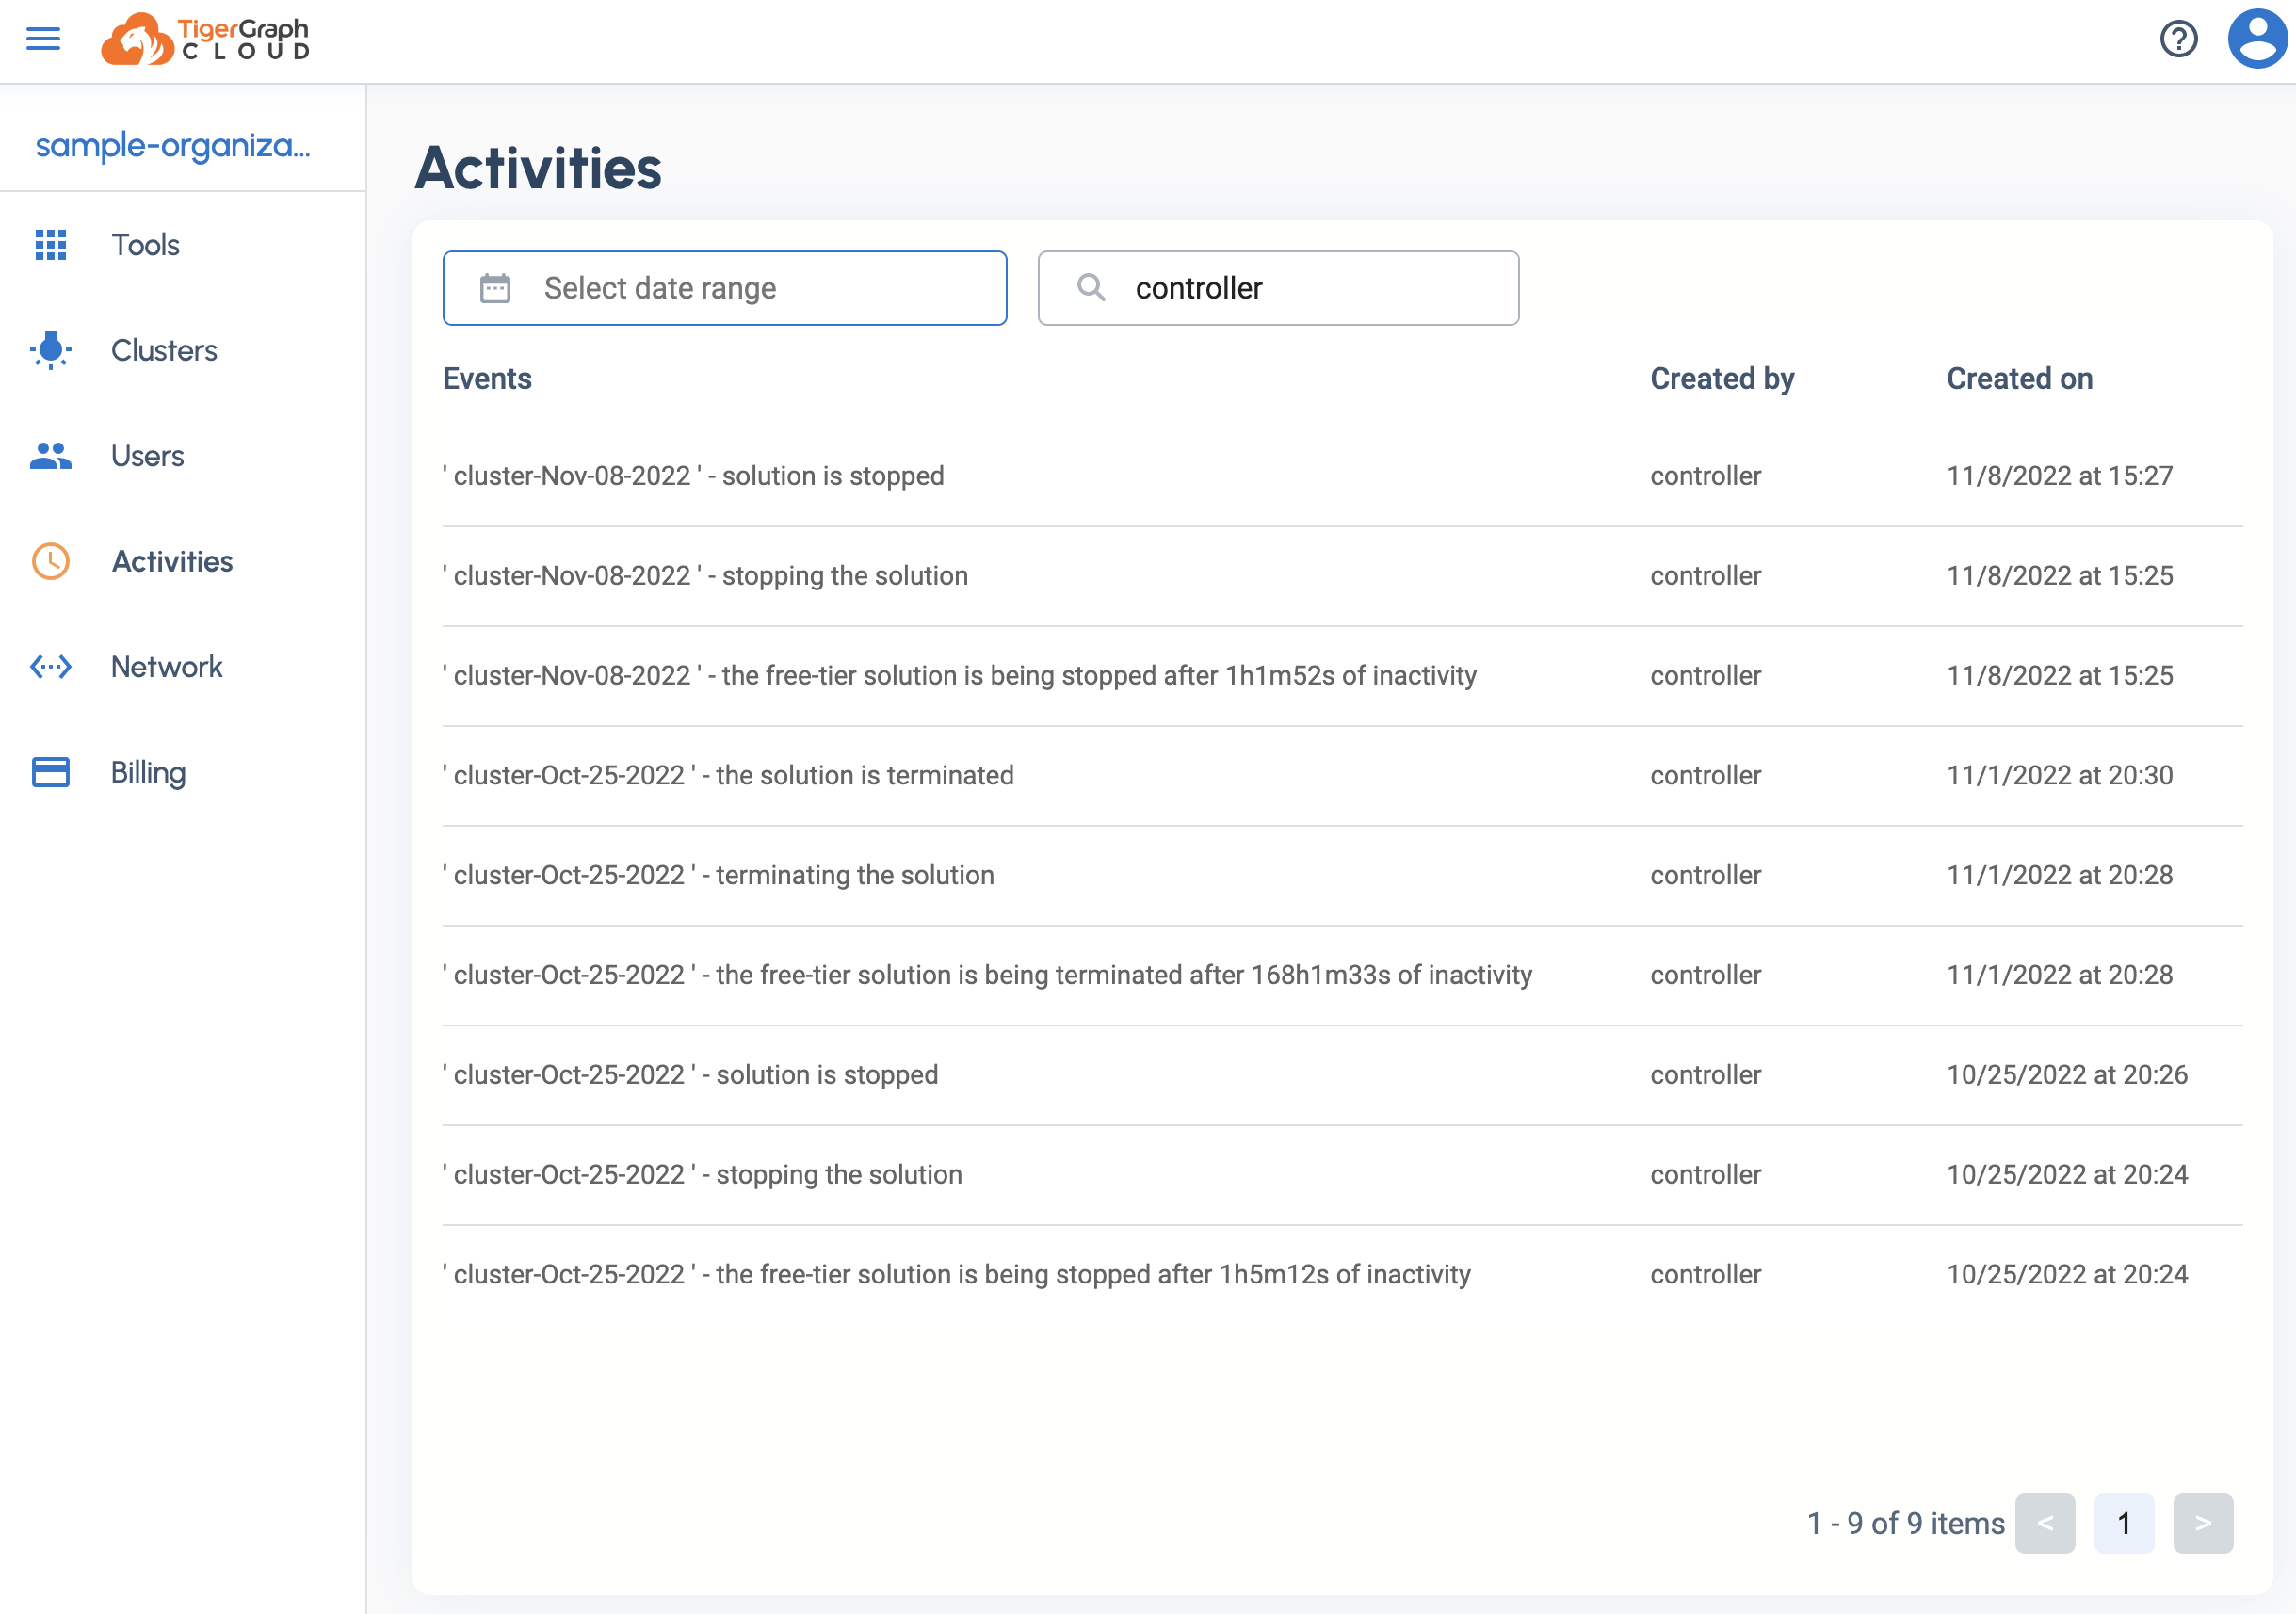 TigerGraph
CLOUD
sample-organiza...
Tools
Clusters
Users
Activities
Network
Billing
Activities
Select date range
controller
Events Created by Created on
' cluster-Nov-08-2022 ' - solution is stopped controller 11/8/2022 at 15:27
' cluster-Nov-08-2022 ' - stopping the solution controller 11/8/2022 at 15:25
' cluster-Nov-08-2022 ' - the free-tier solution is being stopped after 1h1m52s of inactivity controller 11/8/2022 at 15:25
' cluster-Oct-25-2022 ' - the solution is terminated controller 11/1/2022 at 20:30
' cluster-Oct-25-2022 ' - terminating the solution controller 11/1/2022 at 20:28
' cluster-Oct-25-2022 ' - the free-tier solution is being terminated after 168h1m33s of inactivity controller 11/1/2022 at 20:28
' cluster-Oct-25-2022 ' - solution is stopped controller 10/25/2022 at 20:26
' cluster-Oct-25-2022 ' - stopping the solution controller 10/25/2022 at 20:24
' cluster-Oct-25-2022 ' - the free-tier solution is being stopped after 1h5m12s of inactivity controller 10/25/2022 at 20:24
1 - 9 of 9 items < 1 >